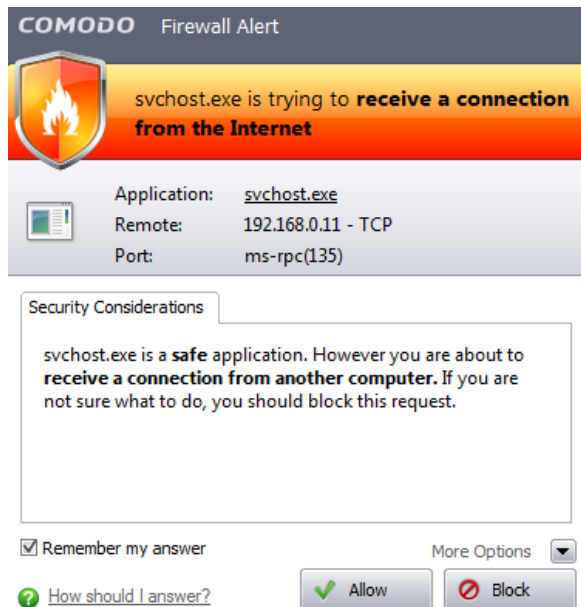 COMODO Firewall Alert
svchost.exe is trying to receive a connection
from the Internet
Application: svchost.exe
Remote: 192.168.0.11 - TCP
Port: ms-rpc(135)
Security Considerations
svchost.exe is a safe application. However you are about to
receive a connection from another computer. If you are
not sure what to do, you should block this request.
Remember my answer
More Options
How should I answer?
Allow
Block